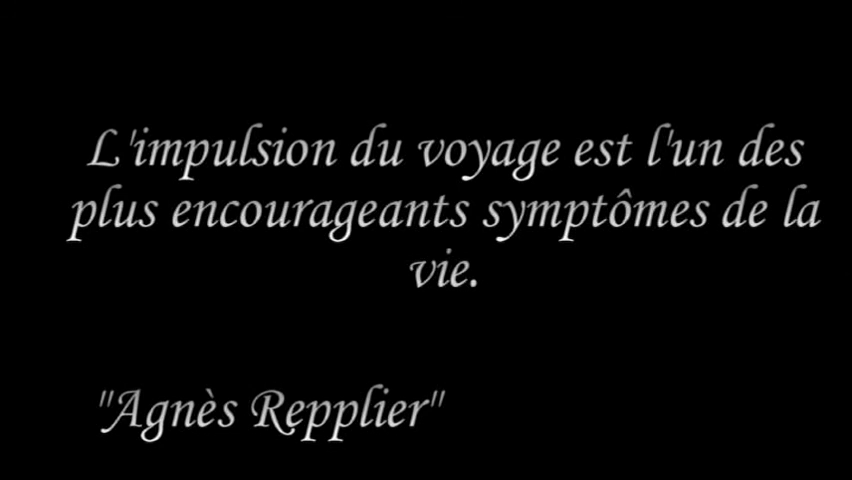 L'impulsion du voyage est l'un des
plus encourageants symptômes de la
vie.
"Agnès Repplier"